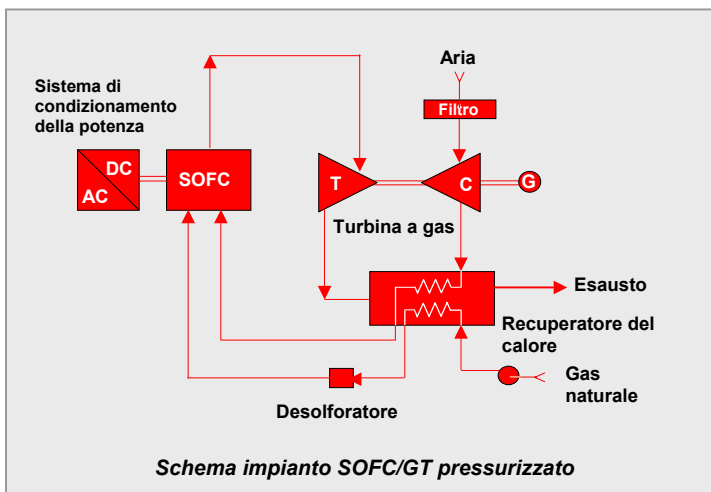 Aria
Sistema di
condizionamento
della potenza
Filtro
DC
AC
SOFC
T
C
G
Turbina a gas
Esausto
Recuperatore del
calore
Gas
naturale
Desolforatore
Schema impianto SOFC/GT pressurizzato